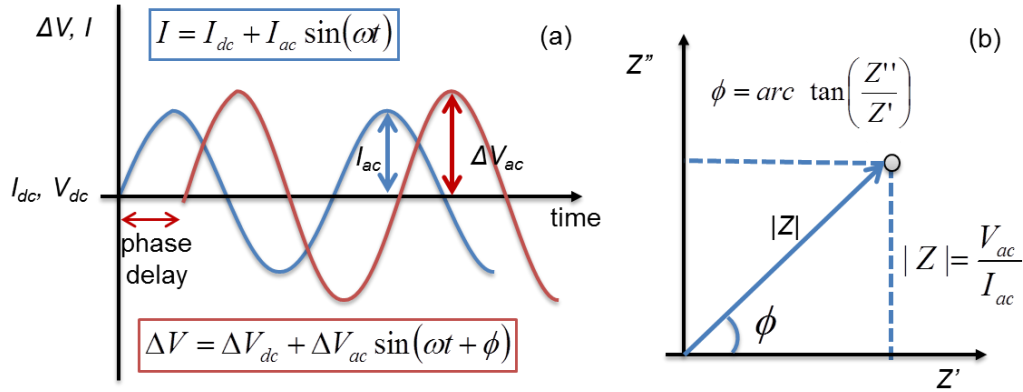 ΔV, I
I = I_dc + I_ac sin(ωt)
(a)
I_ac
ΔV_ac
I_dc, V_dc
time
phase
delay
ΔV = ΔV_dc + ΔV_ac sin(ωt + ϕ)
(b)
Z''
ϕ = arc tan(Z''/Z')
|Z|
|Z|= V_ac/I_ac
ϕ
Z'